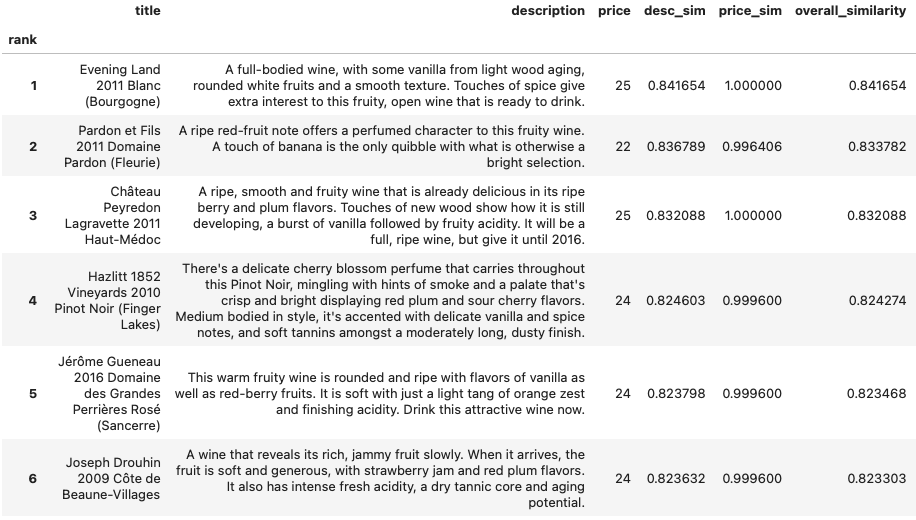 title description price desc_sim price_sim overall_similarity
rank
1 Evening Land 2011 Blanc (Bourgogne) A full-bodied wine, with some vanilla from light wood aging, rounded white fruits and a smooth texture. Touches of spice give extra interest to this fruity, open wine that is ready to drink. 25 0.841654 1.000000 0.841654
2 Pardon et Fils 2011 Domaine Pardon (Fleurie) A ripe red-fruit note offers a perfumed character to this fruity wine. A touch of banana is the only quibble with what is otherwise a bright selection. 22 0.836789 0.996406 0.833782
3 Château Peyredon Lagravette 2011 Haut-Médoc A ripe, smooth and fruity wine that is already delicious in its ripe berry and plum flavors. Touches of new wood show how it is still developing, a burst of vanilla followed by fruity acidity. It will be a full, ripe wine, but give it until 2016. 25 0.832088 1.000000 0.832088
4 Hazlitt 1852 Vineyards 2010 Pinot Noir (Finger Lakes) There's a delicate cherry blossom perfume that carries throughout this Pinot Noir, mingling with hints of smoke and a palate that's crisp and bright displaying red plum and sour cherry flavors. Medium bodied in style, it's accented with delicate vanilla and spice notes, and soft tannins amongst a moderately long, dusty finish. 24 0.824603 0.999600 0.824274
5 Jérôme Gueneau 2016 Domaine des Grandes Perrières Rosé (Sancerre) This warm fruity wine is rounded and ripe with flavors of vanilla as well as red-berry fruits. It is soft with just a light tang of orange zest and finishing acidity. Drink this attractive wine now. 24 0.823798 0.999600 0.823468
6 Joseph Drouhin 2009 Côte de Beaune-Villages A wine that reveals its rich, jammy fruit slowly. When it arrives, the fruit is soft and generous, with strawberry jam and red plum flavors. It also has intense fresh acidity, a dry tannic core and aging potential. 24 0.823632 0.999600 0.823303